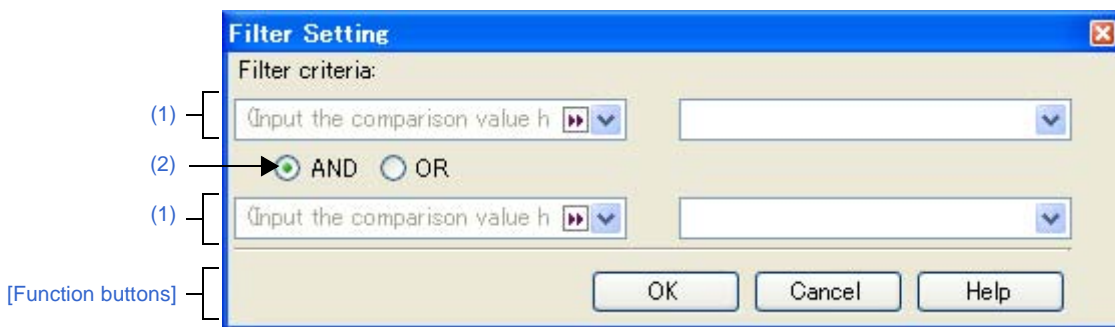 Filter Setting
Filter criteria:
(1)
(Input the comparison value h
(2)
AND OR
(1)
(Input the comparison value h
[Function buttons]
OK Cancel Help